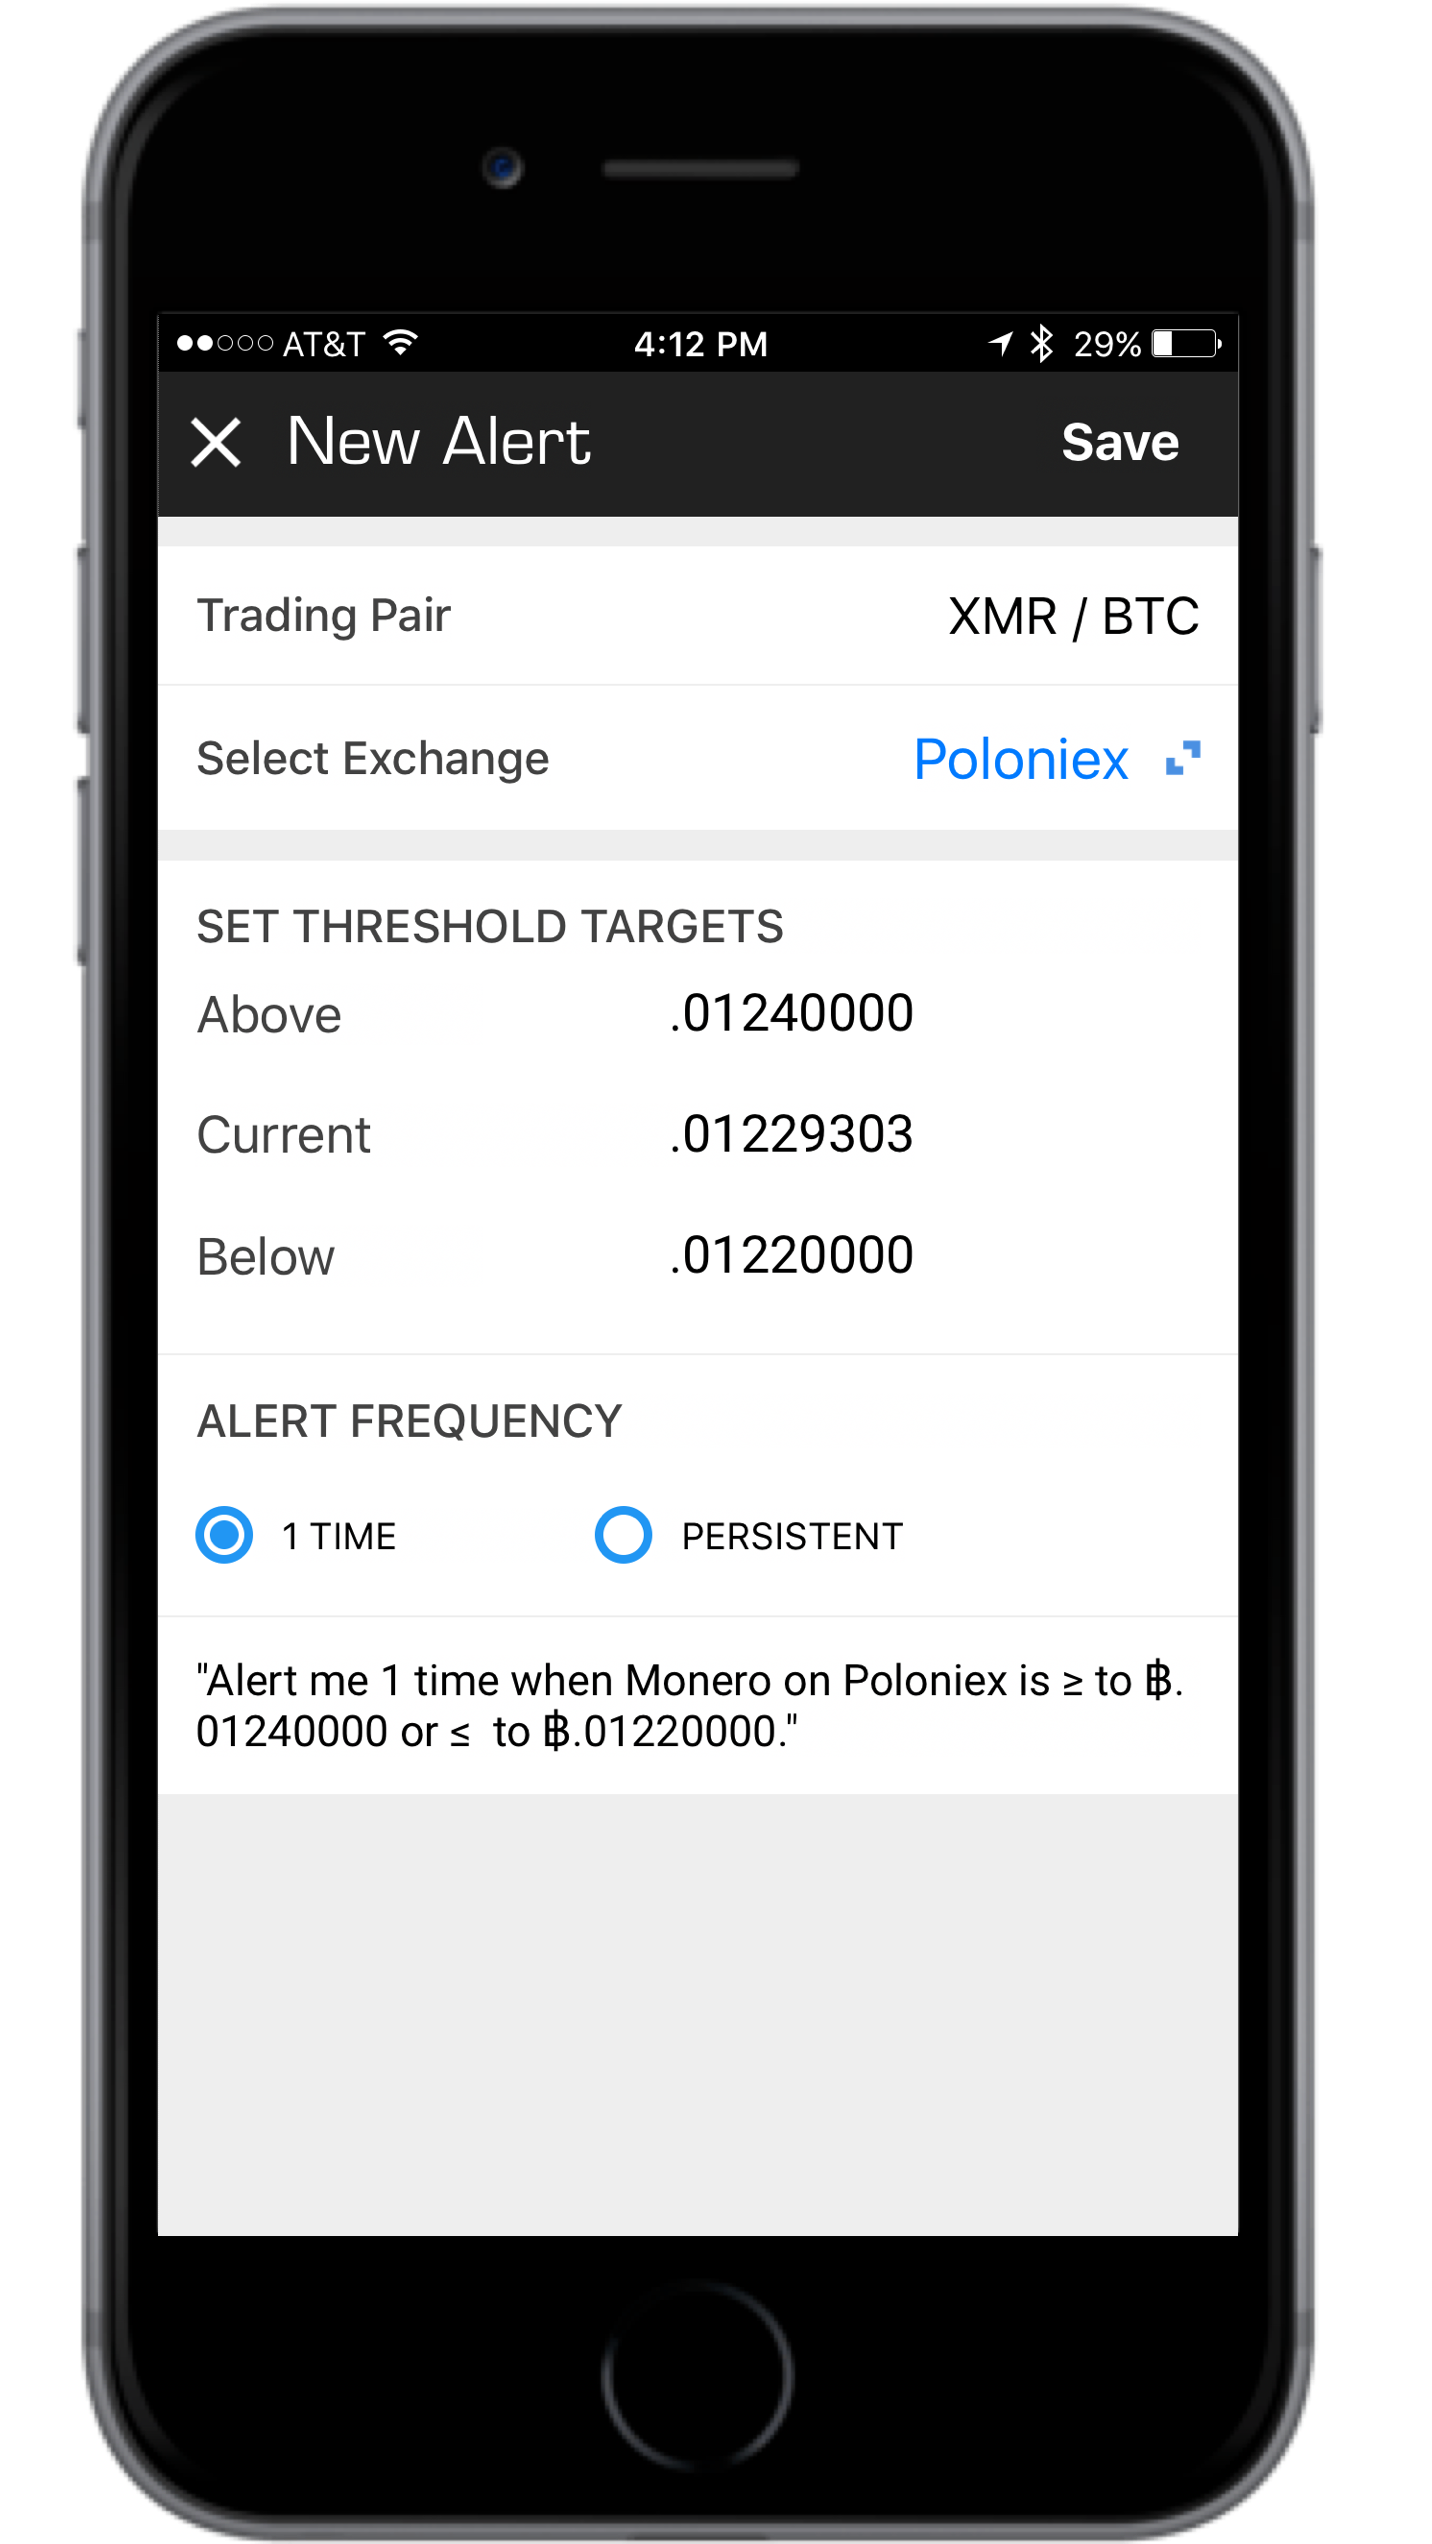 AT&T 4:12 PM 29%
New Alert Save
Trading Pair XMR / BTC
Select Exchange Poloniex
SET THRESHOLD TARGETS
Above .01240000
Current .01229303
Below .01220000
ALERT FREQUENCY
1 TIME PERSISTENT
"Alert me 1 time when Monero on Poloniex is ≥ to ฿.
01240000 or ≤ to ฿.01220000."